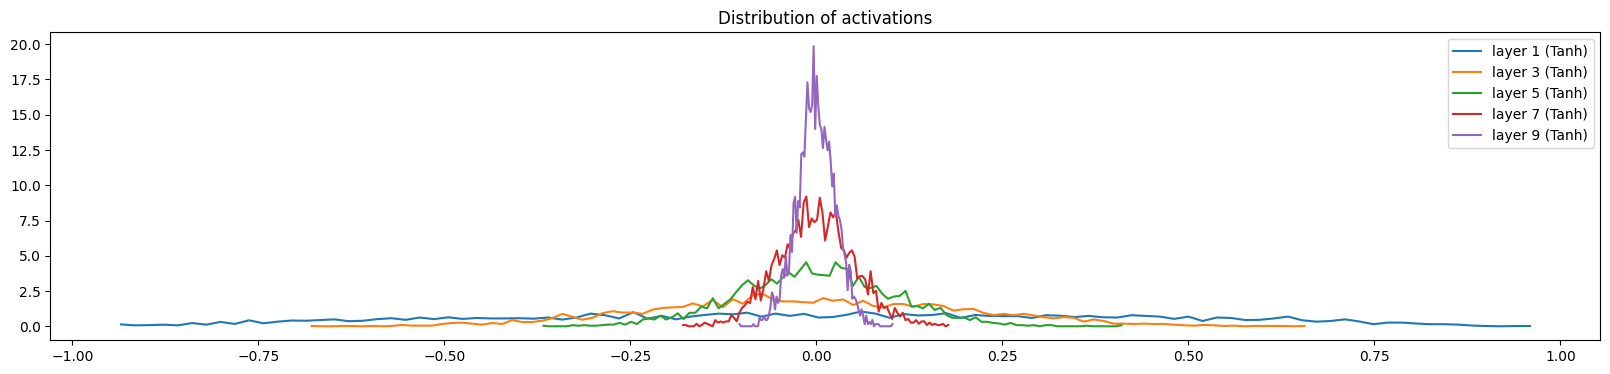 Distribution of activations
20.0
17.5
15.0
12.5
10.0
7.5
5.0
2.5
0.0
layer 1 (Tanh)
layer 3 (Tanh)
layer 5 (Tanh)
layer 7 (Tanh)
layer 9 (Tanh)
−1.00 −0.75 −0.50 −0.25 0.00 0.25 0.50 0.75 1.00